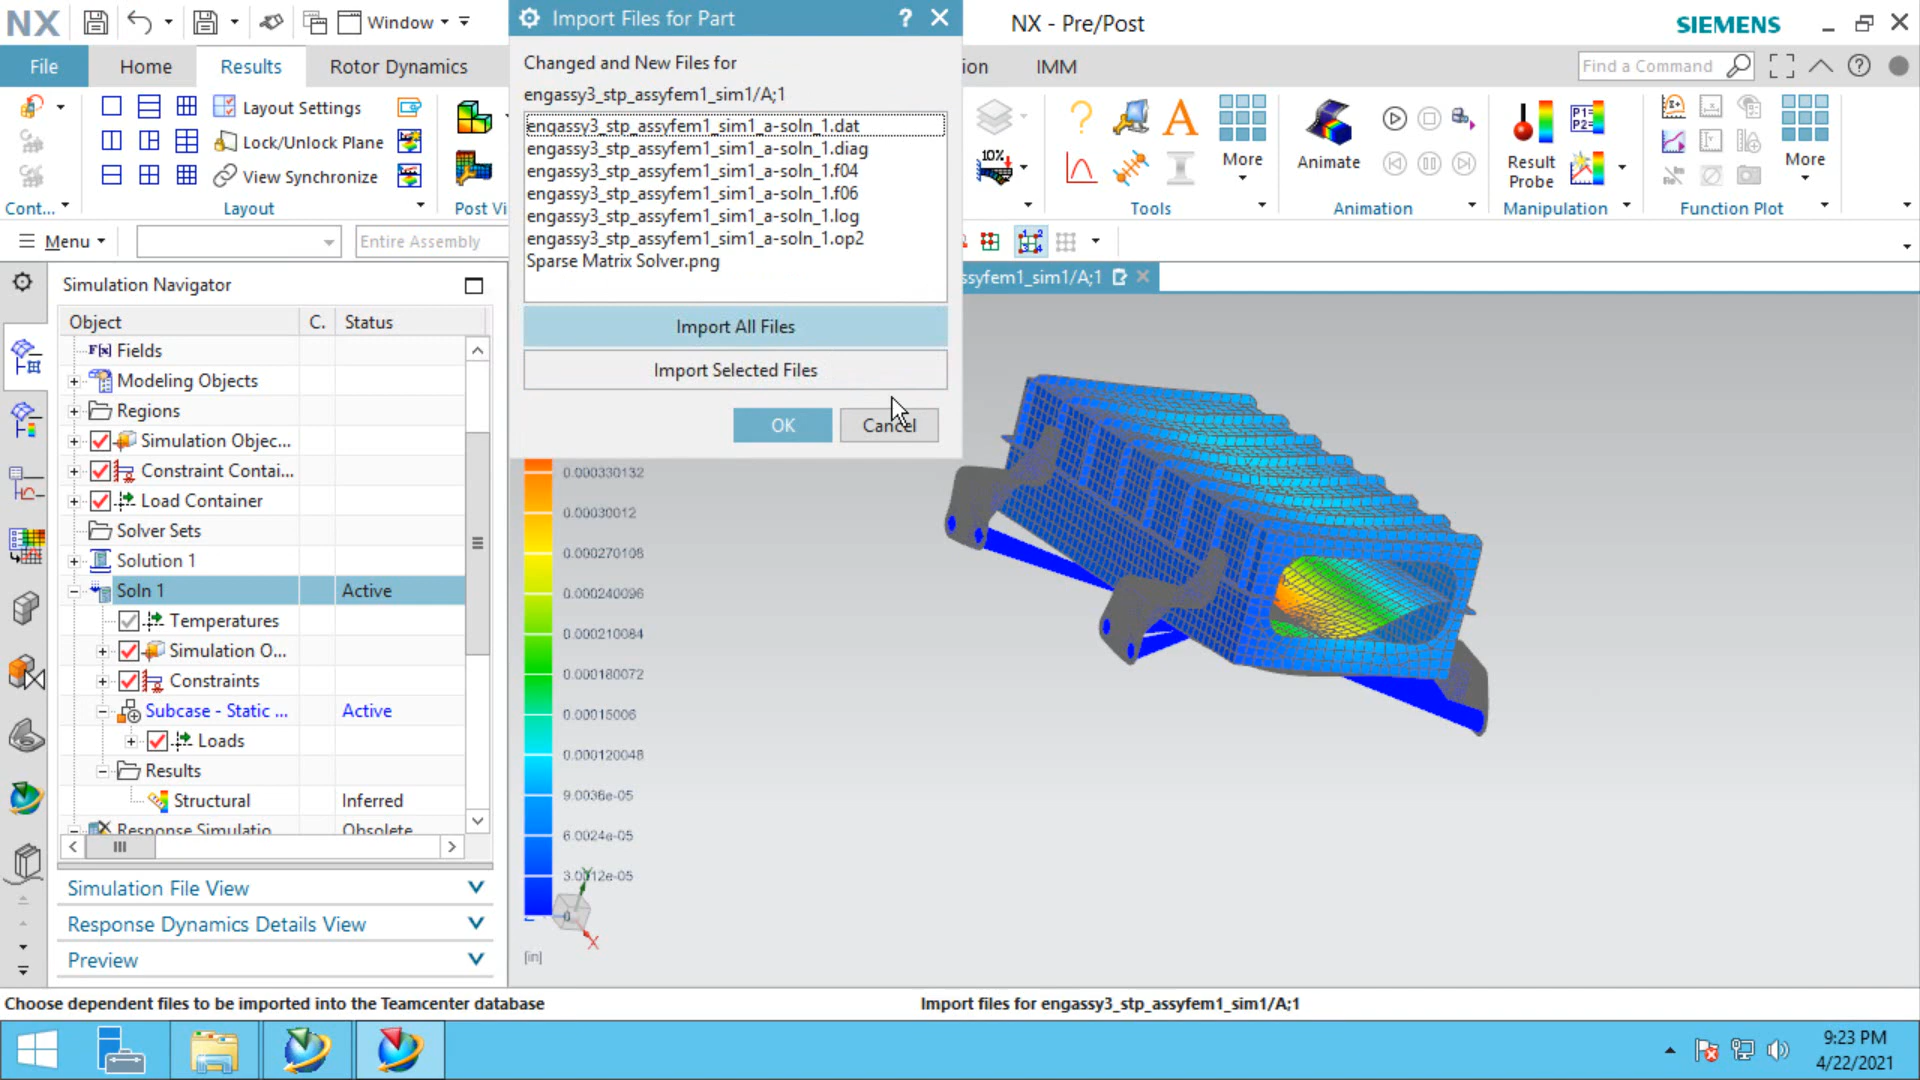 NX
Window
Import Files for Part
NX - Pre/Post
SIEMENS
File
Home
Results
Rotor Dynamics
ion
IMM
Find a Command
Layout Settings
Lock/Unlock Plane
View Synchronize
Cont...
Layout
Post Vi
Changed and New Files for
engassy3_stp_assyfem1_sim1/A;1
engassy3_stp_assyfem1_sim1_a-soln_1.dat
engassy3_stp_assyfem1_sim1_a-soln_1.diag
engassy3_stp_assyfem1_sim1_a-soln_1.f04
engassy3_stp_assyfem1_sim1_a-soln_1.f06
engassy3_stp_assyfem1_sim1_a-soln_1.log
engassy3_stp_assyfem1_sim1_a-soln_1.op2
Sparse Matrix Solver.png
Import All Files
Import Selected Files
OK
Cancel
10%
More
Tools
Animate
Animation
Result
Probe
P1=
P2=
Manipulation
More
Function Plot
Menu
Entire Assembly
ssyfem1_sim1/A;1
Simulation Navigator
Object
C.
Status
Fields
Modeling Objects
Regions
Simulation Objec...
Constraint Contai...
Load Container
Solver Sets
Solution 1
Soln 1
Active
Temperatures
Simulation O...
Constraints
Subcase - Static ...
Active
Loads
Results
Structural
Inferred
Response Simulatio
Obsolete
Simulation File View
Response Dynamics Details View
Preview
0.000330132
0.00030012
0.000270108
0.000240096
0.000210084
0.000180072
0.00015006
0.000120048
9.0036e-05
6.0024e-05
3.0012e-05
0
[in]
Y
X
Choose dependent files to be imported into the Teamcenter database
Import files for engassy3_stp_assyfem1_sim1/A;1
9:23 PM
4/22/2021